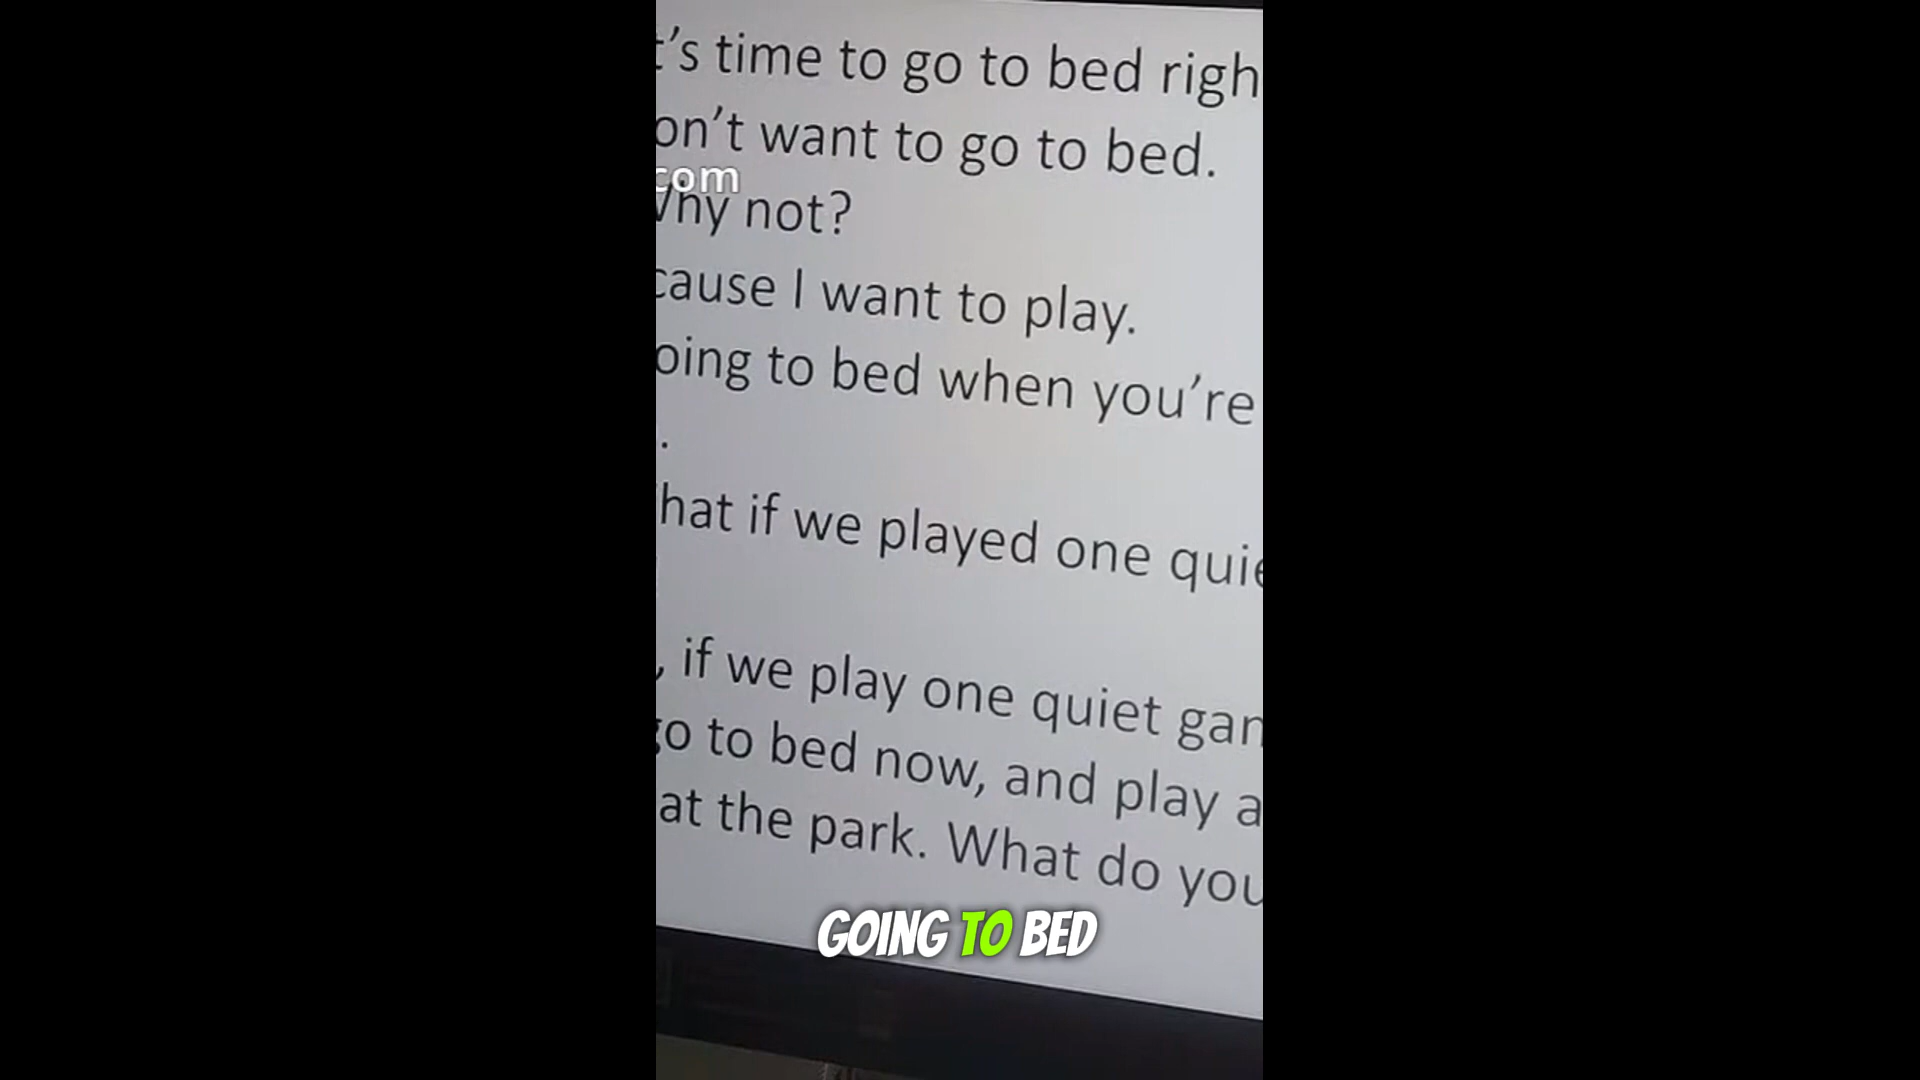 's time to go to bed righ
on't want to go to bed.
com
Why not?
cause I want to play.
oing to bed when you're
.
hat if we played one quie
, if we play one quiet gam
go to bed now, and play a
at the park. What do you
GOING TO BED